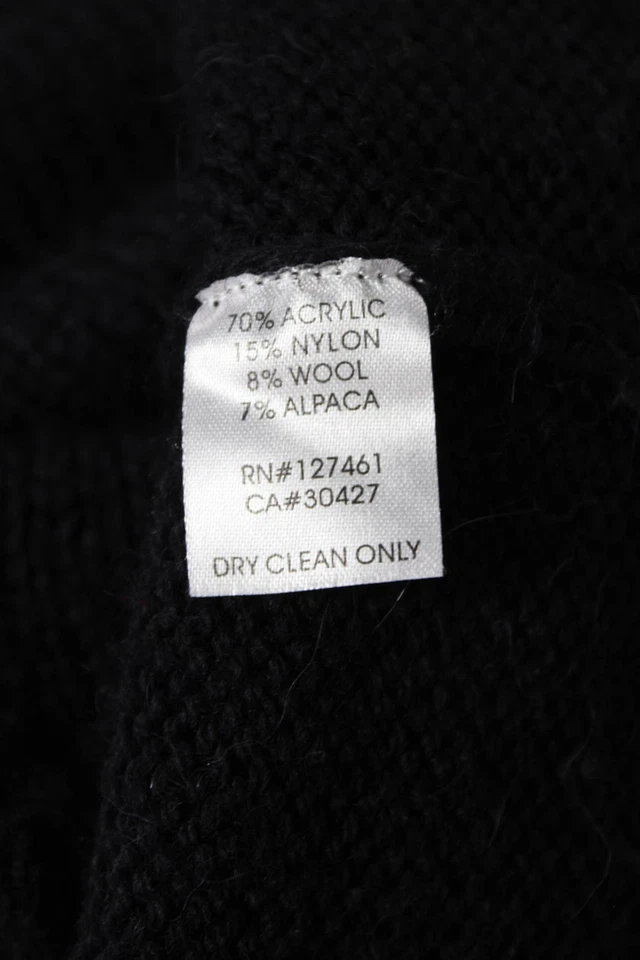 70% ACRYLIC
15% NYLON
8% WOOL
7% ALPACA
RN#127461
CA#30427
DRY CLEAN ONLY